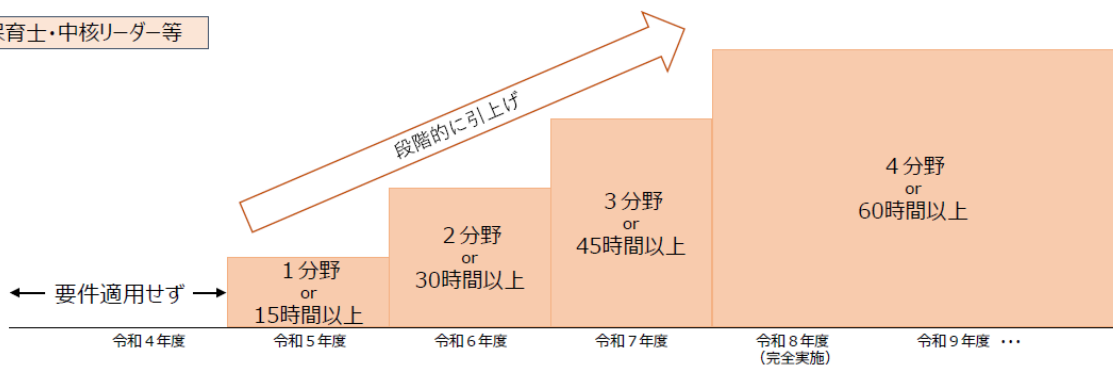 保育士・中核リーダー等
段階的に引上げ
4分野
or
60時間以上
3分野
or
45時間以上
2分野
or
30時間以上
1分野
or
15時間以上
要件適用せず
令和4年度
令和5年度
令和6年度
令和7年度
令和8年度
(完全実施)
令和9年度 …